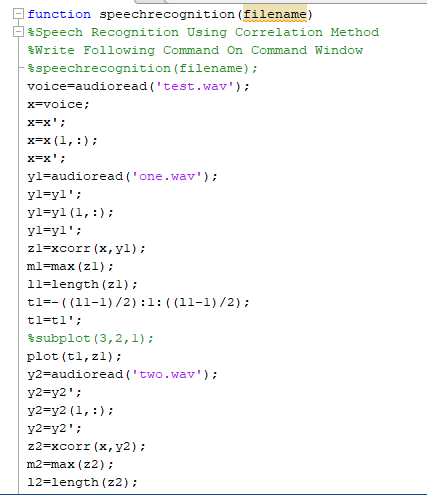 function speechrecognition(filename)
%Speech Recognition Using Correlation Method
%Write Following Command On Command Window
%speechrecognition(filename);
voice=audioread('test.wav');
x=voice;
x=x';
x=x(1,:);
x=x';
y1=audioread('one.wav');
y1=y1';
y1=y1(1,:);
y1=y1';
z1=xcorr(x,y1);
m1=max(z1);
l1=length(z1);
t1=-((l1-1)/2):1:((l1-1)/2);
t1=t1';
%subplot(3,2,1);
plot(t1,z1);
y2=audioread('two.wav');
y2=y2';
y2=y2(1,:);
y2=y2';
z2=xcorr(x,y2);
m2=max(z2);
l2=length(z2);